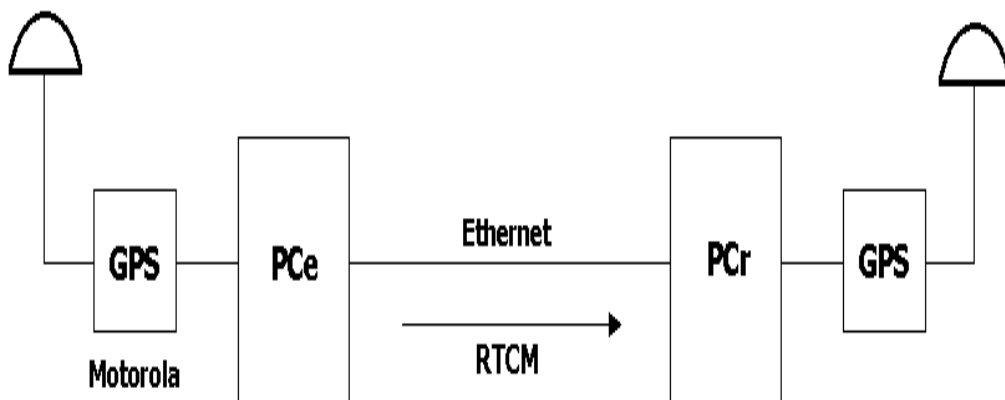 GPS
Motorola
PCe
Ethernet
RTCM
PCr
GPS